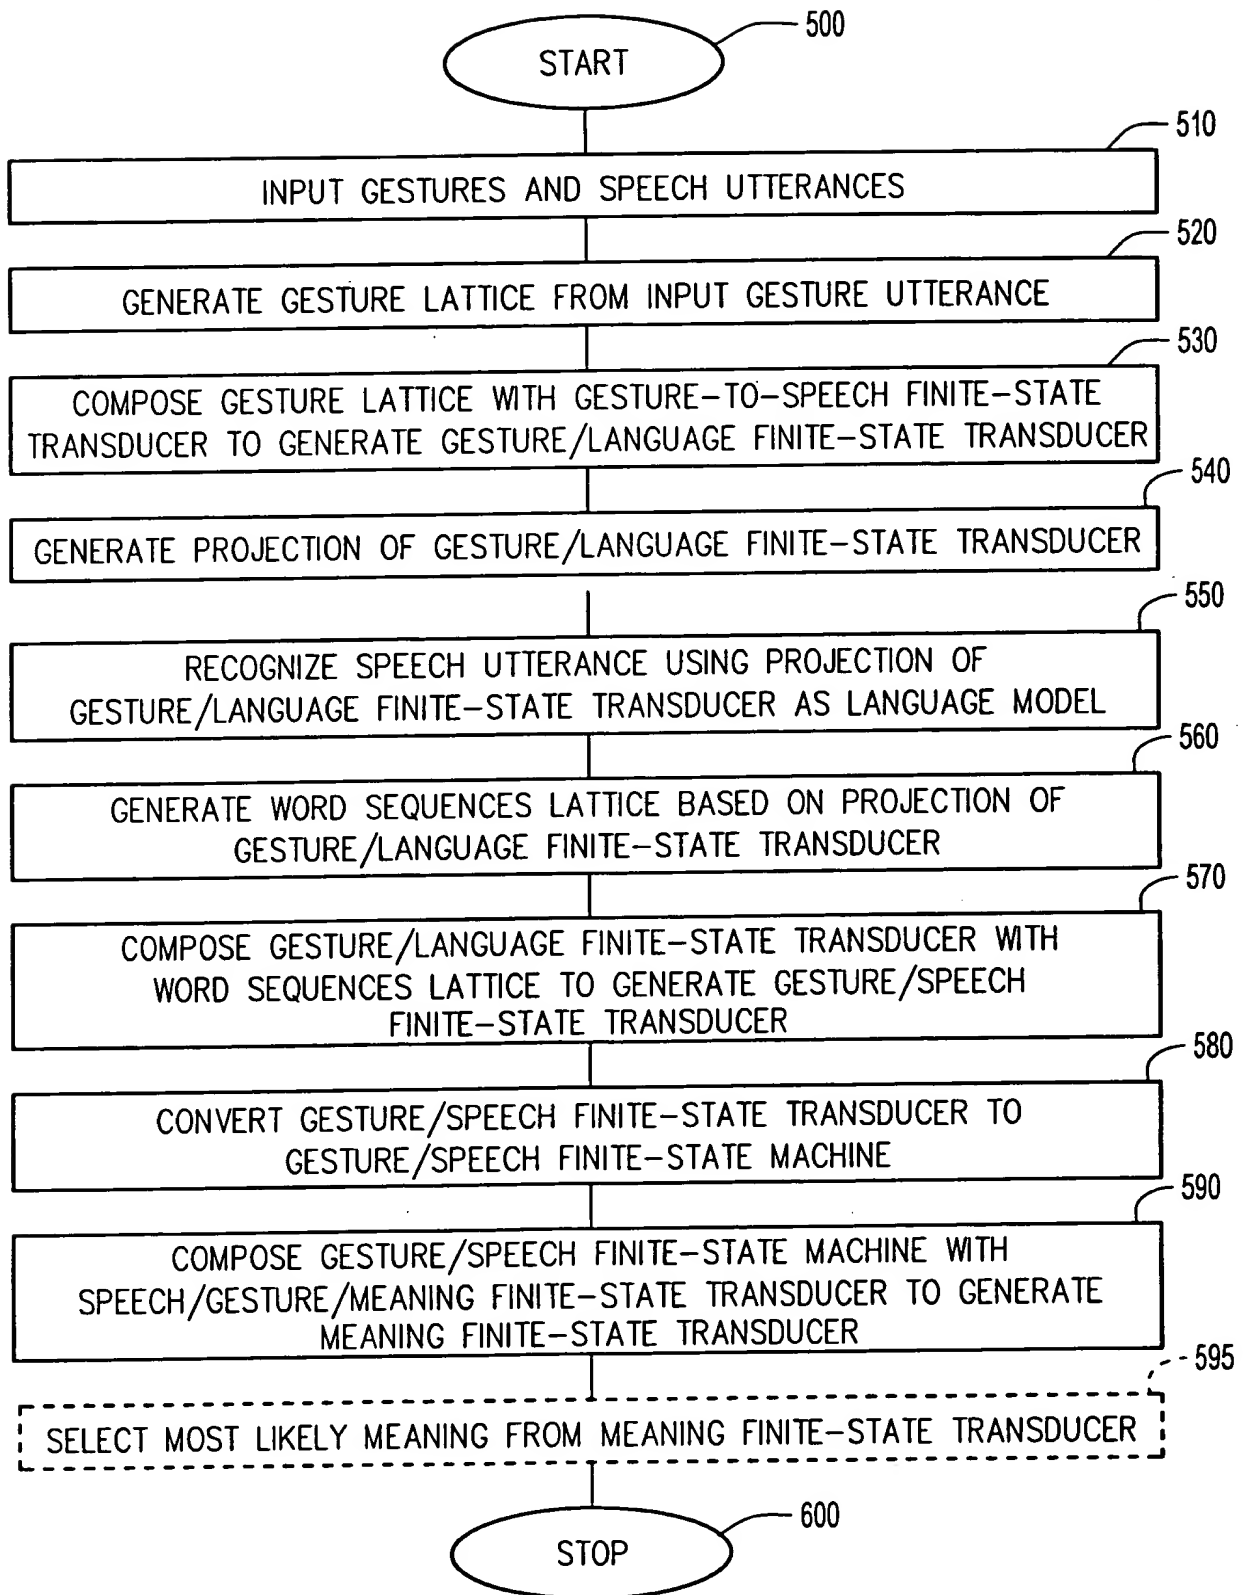 500
START
510
INPUT GESTURES AND SPEECH UTTERANCES
520
GENERATE GESTURE LATTICE FROM INPUT GESTURE UTTERANCE
530
COMPOSE GESTURE LATTICE WITH GESTURE-TO-SPEECH FINITE-STATE
TRANSDUCER TO GENERATE GESTURE/LANGUAGE FINITE-STATE TRANSDUCER
540
GENERATE PROJECTION OF GESTURE/LANGUAGE FINITE-STATE TRANSDUCER
550
RECOGNIZE SPEECH UTTERANCE USING PROJECTION OF
GESTURE/LANGUAGE FINITE-STATE TRANSDUCER AS LANGUAGE MODEL
560
GENERATE WORD SEQUENCES LATTICE BASED ON PROJECTION OF
GESTURE/LANGUAGE FINITE-STATE TRANSDUCER
570
COMPOSE GESTURE/LANGUAGE FINITE-STATE TRANSDUCER WITH
WORD SEQUENCES LATTICE TO GENERATE GESTURE/SPEECH
FINITE-STATE TRANSDUCER
580
CONVERT GESTURE/SPEECH FINITE-STATE TRANSDUCER TO
GESTURE/SPEECH FINITE-STATE MACHINE
590
COMPOSE GESTURE/SPEECH FINITE-STATE MACHINE WITH
SPEECH/GESTURE/MEANING FINITE-STATE TRANSDUCER TO GENERATE
MEANING FINITE-STATE TRANSDUCER
595
SELECT MOST LIKELY MEANING FROM MEANING FINITE-STATE TRANSDUCER
600
STOP